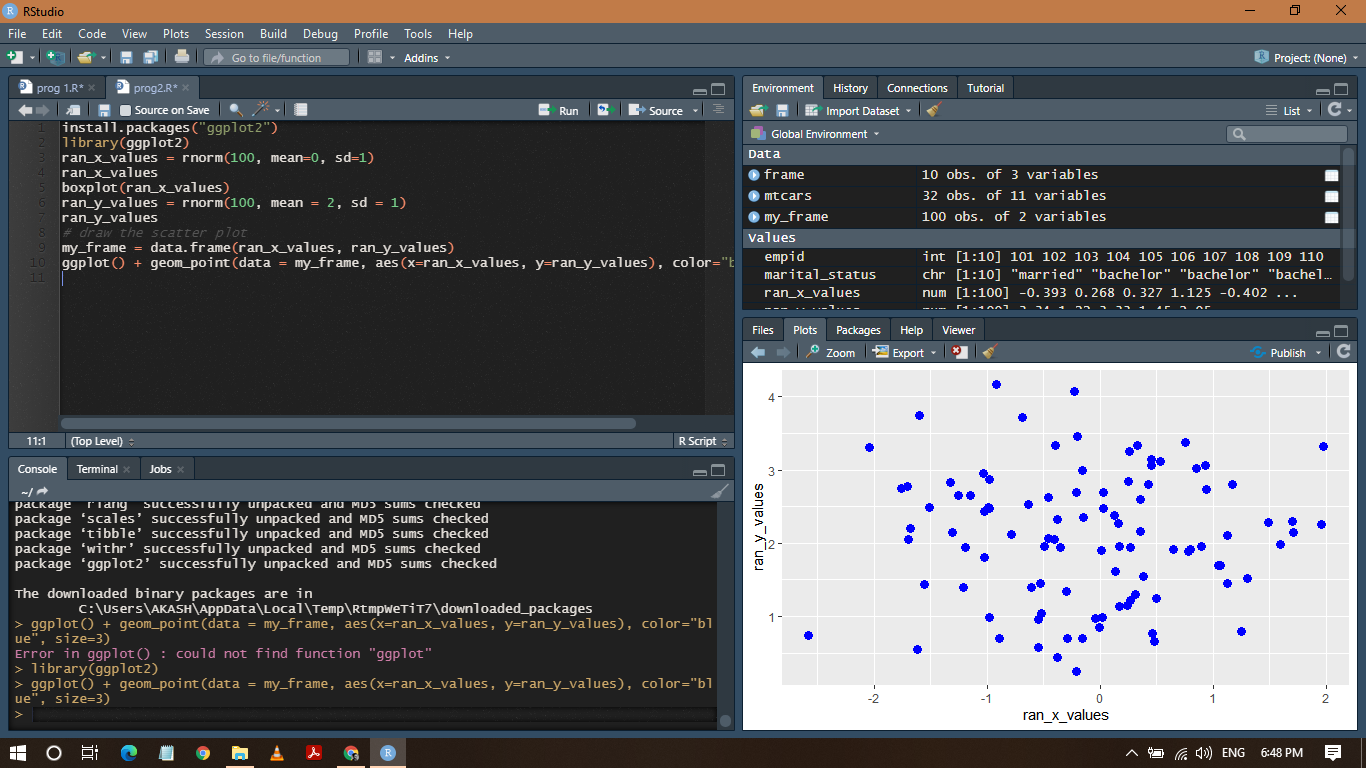 RStudio
File Edit Code View Plots Session Build Debug Profile Tools Help
Go to file/function Addins Project: (None)
prog 1.R* prog2.R*
Source on Save Run Source
1 install.packages("ggplot2")
2 library(ggplot2)
3 ran_x_values = rnorm(100, mean=0, sd=1)
4 ran_x_values
5 boxplot(ran_x_values)
6 ran_y_values = rnorm(100, mean = 2, sd = 1)
7 ran_y_values
8 # draw the scatter plot
9 my_frame = data.frame(ran_x_values, ran_y_values)
10 ggplot() + geom_point(data = my_frame, aes(x=ran_x_values, y=ran_y_values), color="b
11
11:1 (Top Level) R Script
Console Terminal Jobs
~/
package ‘rlang’ successfully unpacked and MD5 sums checked
package ‘scales’ successfully unpacked and MD5 sums checked
package ‘tibble’ successfully unpacked and MD5 sums checked
package ‘withr’ successfully unpacked and MD5 sums checked
package ‘ggplot2’ successfully unpacked and MD5 sums checked
The downloaded binary packages are in
C:\Users\AKASH\AppData\Local\Temp\RtmpWeTiT7\downloaded_packages
> ggplot() + geom_point(data = my_frame, aes(x=ran_x_values, y=ran_y_values), color="bl
ue", size=3)
Error in ggplot() : could not find function "ggplot"
> library(ggplot2)
> ggplot() + geom_point(data = my_frame, aes(x=ran_x_values, y=ran_y_values), color="bl
ue", size=3)
>
Environment History Connections Tutorial
Import Dataset List
Global Environment
Data
frame 10 obs. of 3 variables
mtcars 32 obs. of 11 variables
my_frame 100 obs. of 2 variables
Values
empid int [1:10] 101 102 103 104 105 106 107 108 109 110
marital_status chr [1:10] "married" "bachelor" "bachelor" "bachel…
ran_x_values num [1:100] -0.393 0.268 0.327 1.125 -0.402 ...
Files Plots Packages Help Viewer
Zoom Export Publish
4
3
2
1
ran_y_values
-2 -1 0 1 2
ran_x_values
ENG 6:48 PM